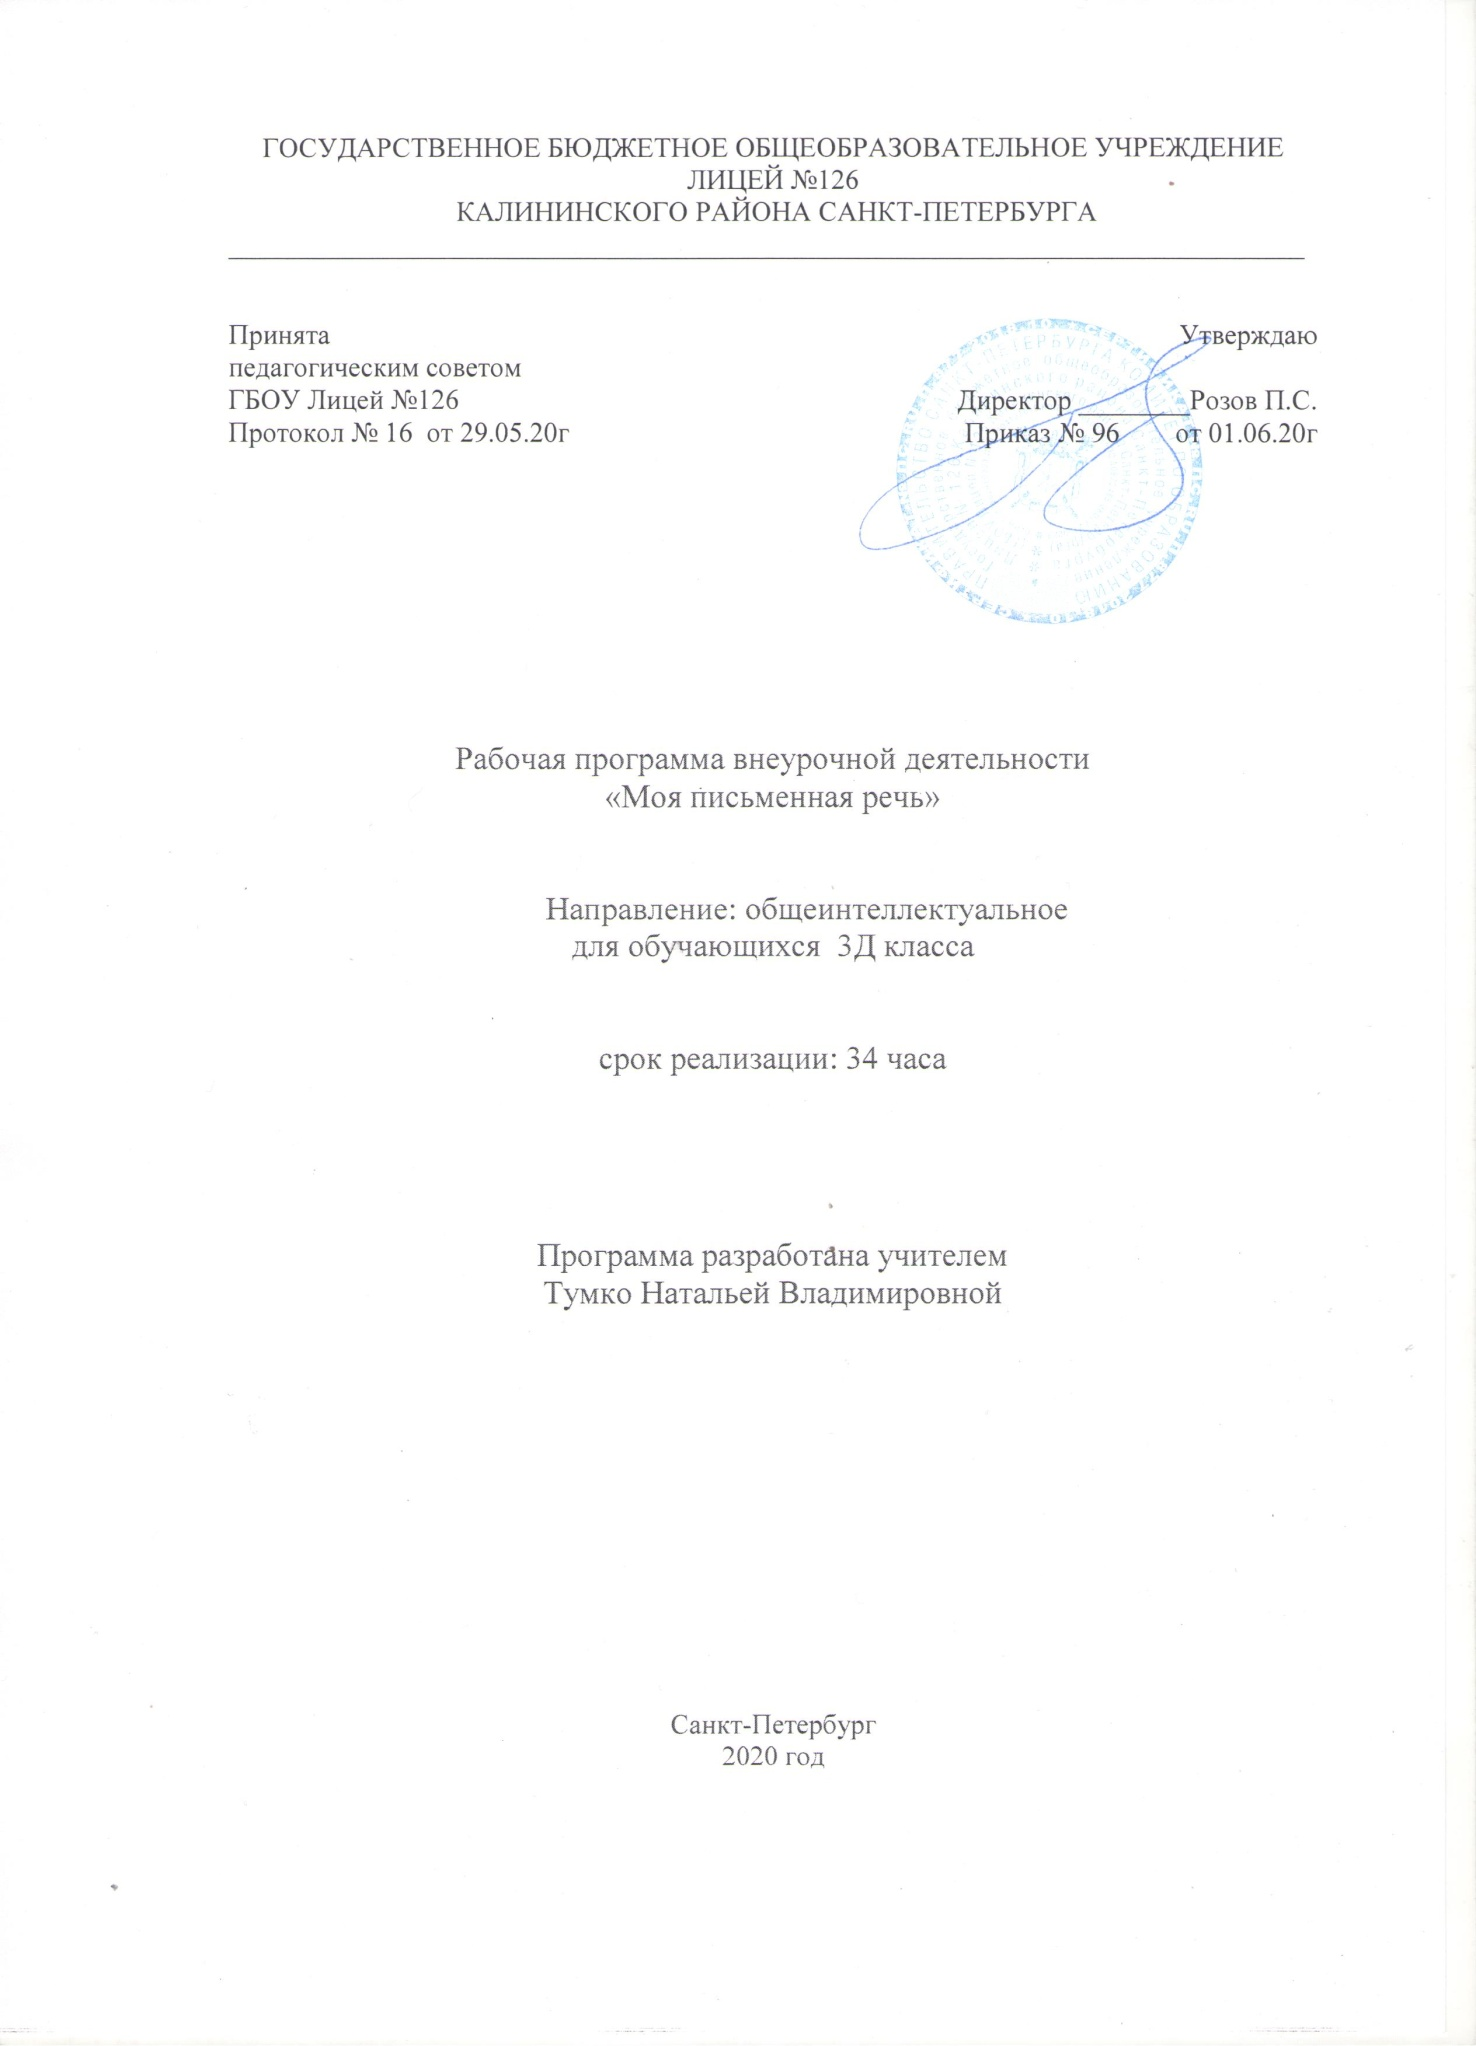 ГОСУДАРСТВЕННОЕ БЮДЖЕТНОЕ ОБЩЕОБРАЗОВАТЕЛЬНОЕ УЧРЕЖДЕНИЕ
ЛИЦЕЙ №126
КАЛИНИНСКОГО РАЙОНА САНКТ-ПЕТЕРБУРГА
Принята Утверждаю
педагогическим советом
ГБОУ Лицей №126 Директор ________Розов П.С.
Протокол № 16 от 29.05.20г Приказ № 96 от 01.06.20г
Рабочая программа внеурочной деятельности
«Моя письменная речь»
Направление: общеинтеллектуальное
для обучающихся 3Д класса
срок реализации: 34 часа
Программа разработана учителем
Тумко Натальей Владимировной
Санкт-Петербург
2020 год